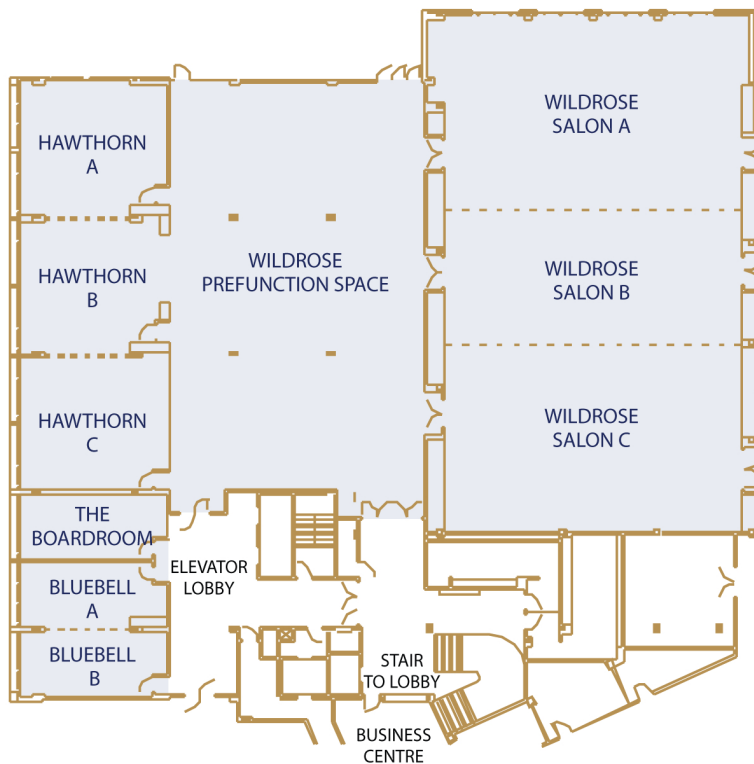 HAWTHORN
A
HAWTHORN
B
HAWTHORN
C
THE
BOARDROOM
BLUEBELL
A
BLUEBELL
B
WILDROSE
PREFUNCTION SPACE
WILDROSE
SALON A
WILDROSE
SALON B
WILDROSE
SALON C
ELEVATOR
LOBBY
STAIR
TO LOBBY
BUSINESS
CENTRE